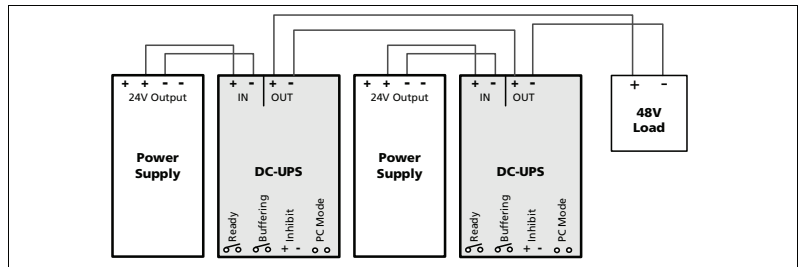 + -
+ + - -
24V Output
+ - + -
IN OUT
+ + - -
24V Output
+ - + -
IN OUT
48V
Load
Power
Supply
DC-UPS
Power
Supply
DC-UPS
Ready
Buffering
+ Inhibit -
PC Mode
Ready
Buffering
+ Inhibit -
PC Mode